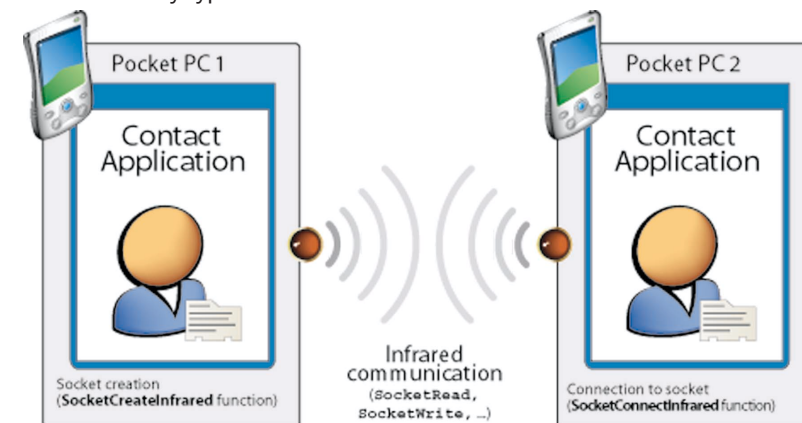 Pocket PC 1
Contact
Application
Socket creation
(SocketCreateInfrared function)
Infrared
communication
(SocketRead,
SocketWrite, ...)
Pocket PC 2
Contact
Application
Connection to socket
(SocketConnectInfrared function)